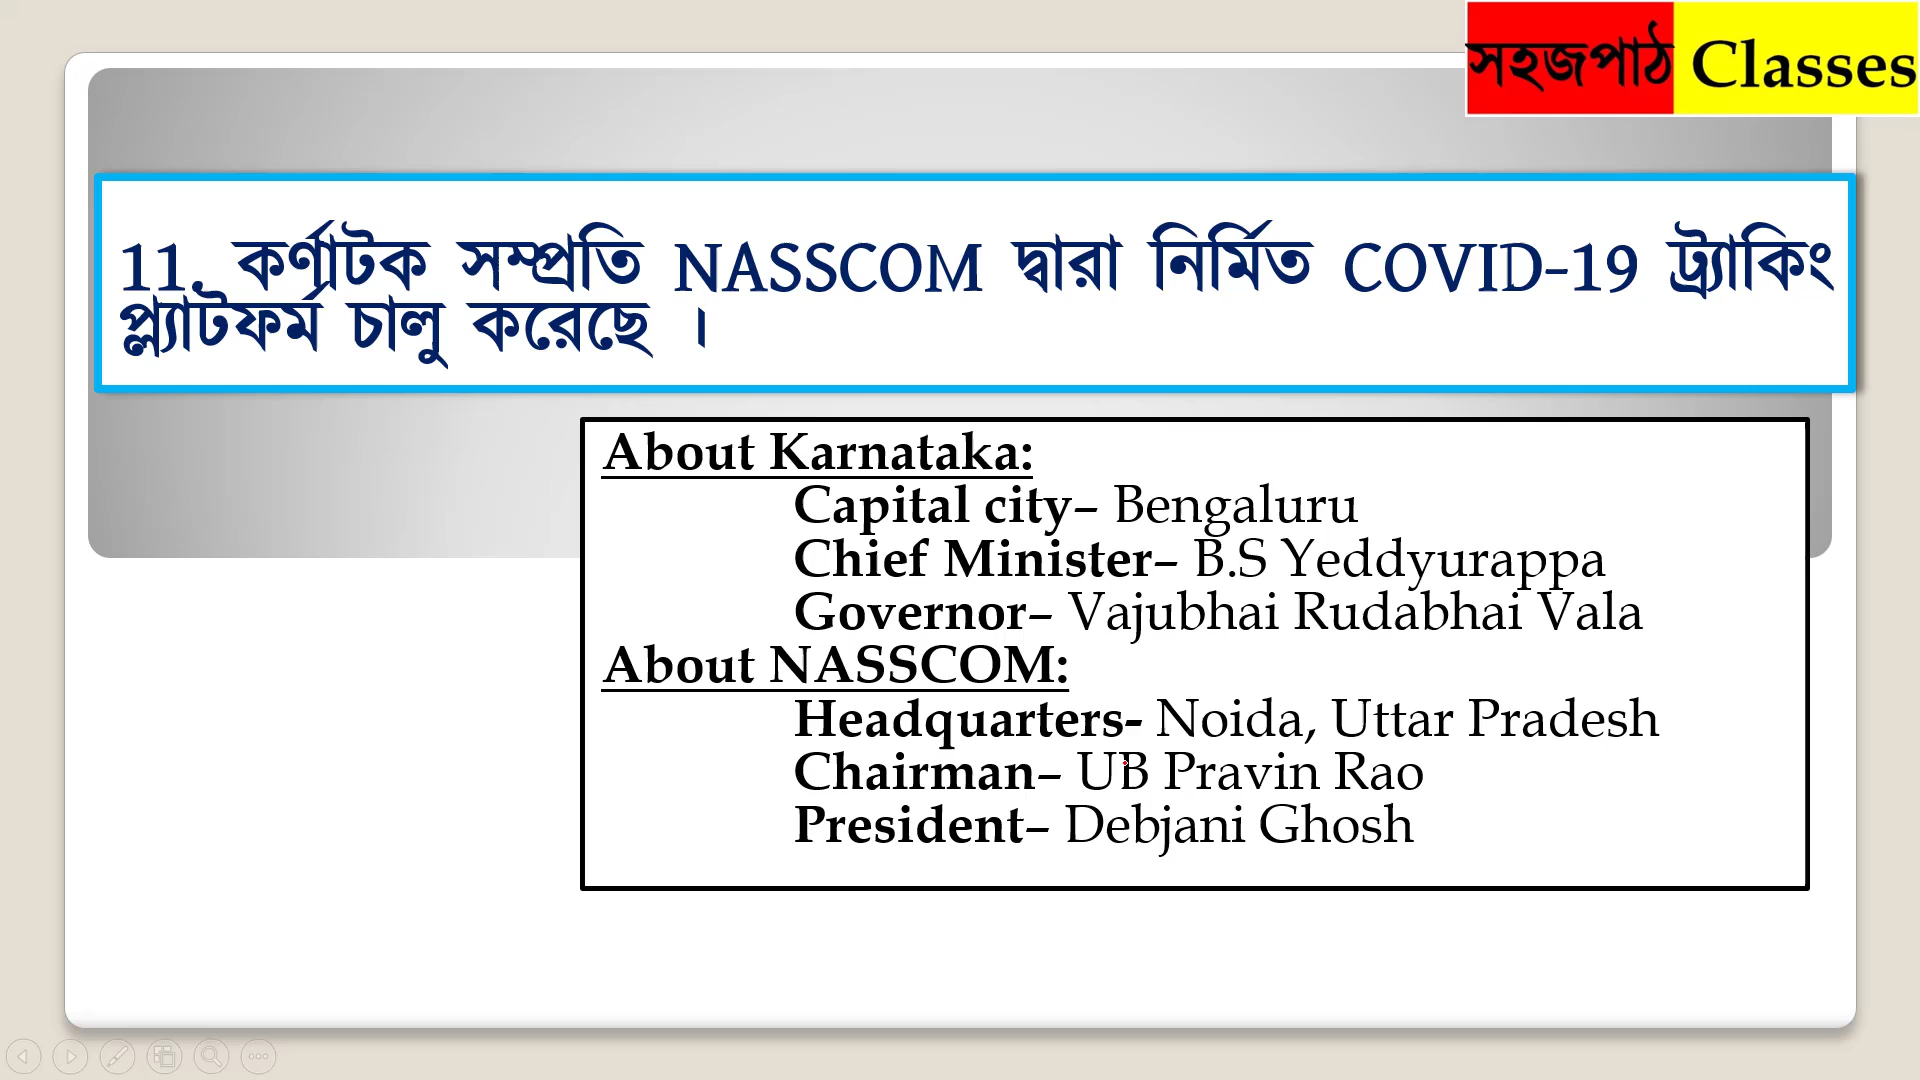 সহজপাঠ Classes
11. কর্ণাটক সম্প্রতি NASSCOM দ্বারা নির্মিত COVID-19 ট্র্যাকিং
প্ল্যাটফর্ম চালু করেছে ।
About Karnataka:
Capital city– Bengaluru
Chief Minister– B.S Yeddyurappa
Governor– Vajubhai Rudabhai Vala
About NASSCOM:
Headquarters- Noida, Uttar Pradesh
Chairman– UB Pravin Rao
President– Debjani Ghosh